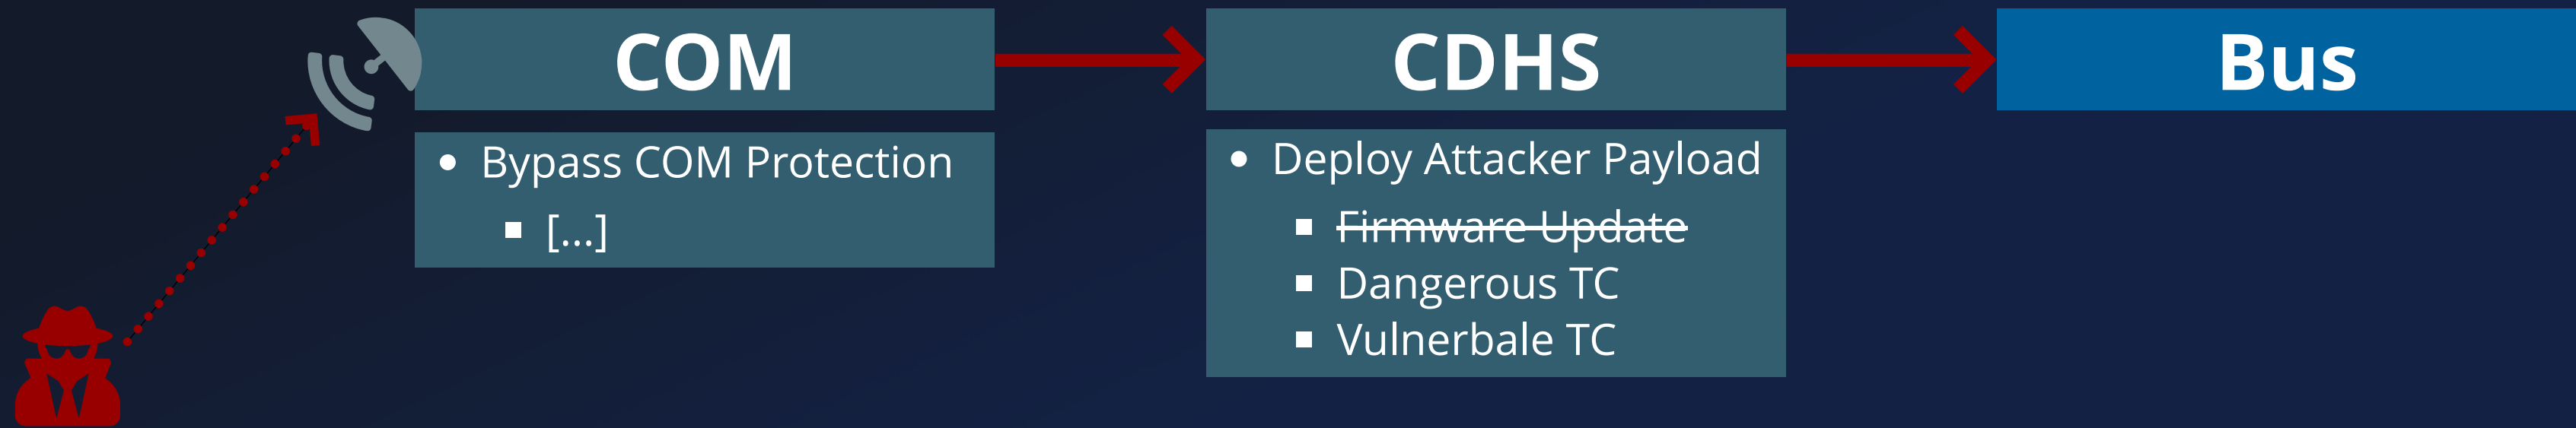 COM
CDHS
Bus
Bypass COM Protection
[...]
Deploy Attacker Payload
Firmware Update
Dangerous TC
Vulnerbale TC